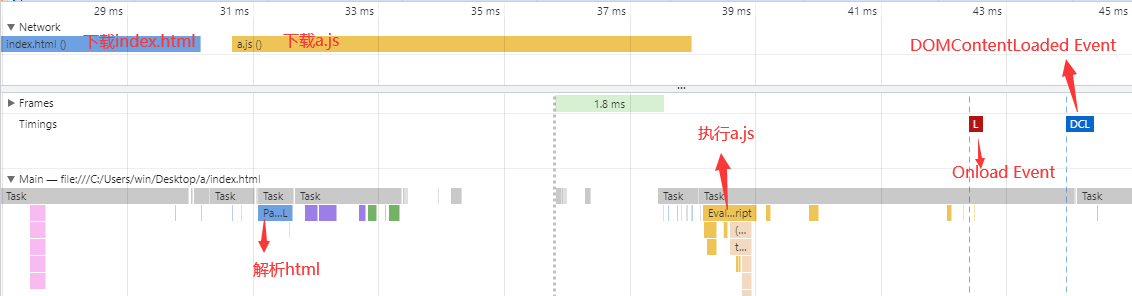 29 ms 31 ms 33 ms 35 ms 37 ms 39 ms 41 ms 43 ms 45 ms
Network
index.html () 下载index.html a.js () 下载a.js
DOMContentLoaded Event
...
Frames 1.8 ms
Timings L DCL
执行a.js
Onload Event
Main — file:///C:/Users/win/Desktop/a/index.html
Task Task Task Task Task Task Task
Pa...L Eval...ript
(...
t...
解析html